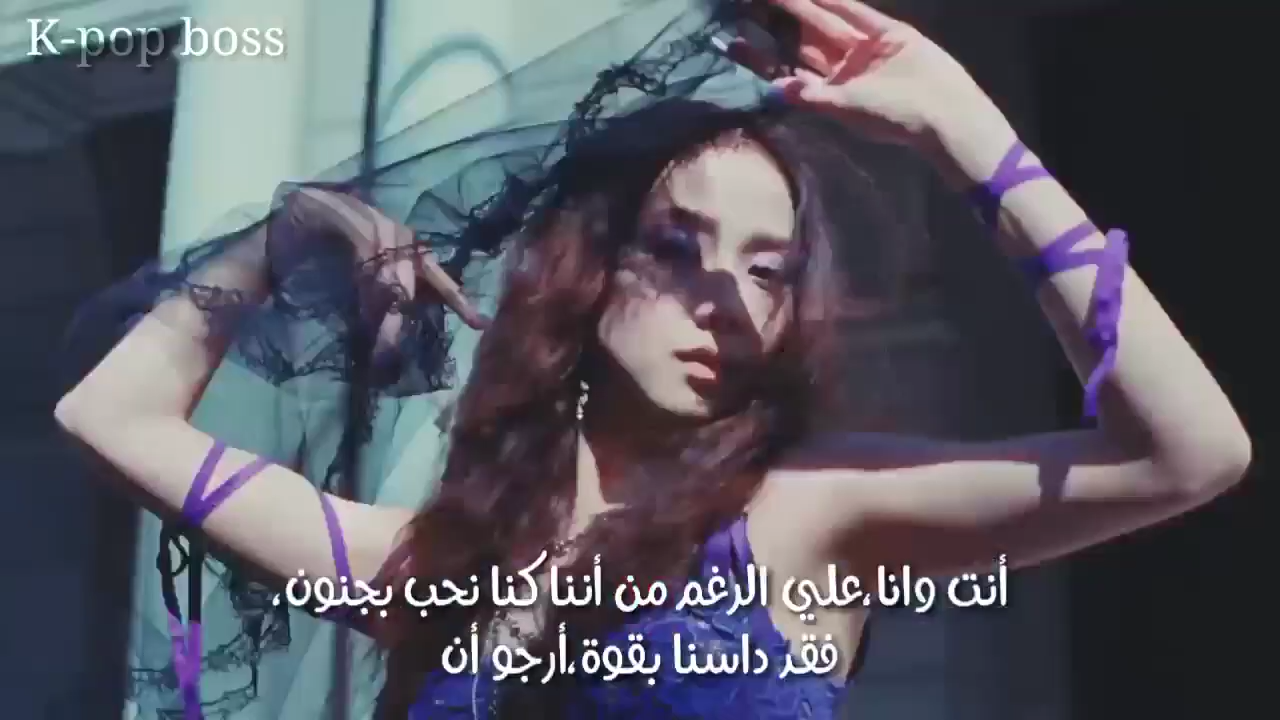 K-pop boss
أنت وانا،علي الرغم من أننا كنا نحب بجنون،
فقد داسنا بقوة،أرجو أن